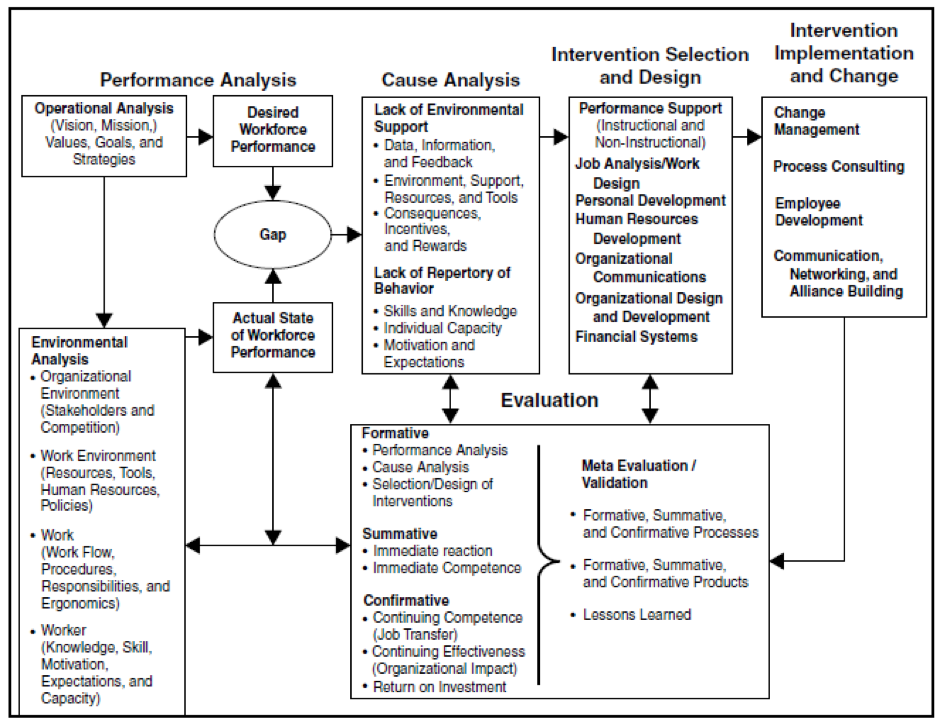 Performance Analysis
Operational Analysis
(Vision, Mission,)
Values, Goals, and
Strategies
Desired
Workforce
Performance
Gap
Actual State
of Workforce
Performance
Environmental
Analysis
• Organizational
Environment
(Stakeholders and
Competition)
• Work Environment
(Resources, Tools,
Human Resources,
Policies)
• Work
(Work Flow,
Procedures,
Responsibilities, and
Ergonomics)
• Worker
(Knowledge, Skill,
Motivation,
Expectations, and
Capacity)
Cause Analysis
Lack of Environmental
Support
• Data, Information,
and Feedback
• Environment, Support,
Resources, and Tools
• Consequences,
Incentives,
and Rewards
Lack of Repertory of
Behavior
• Skills and Knowledge
• Individual Capacity
• Motivation and
Expectations
Intervention Selection
and Design
Performance Support
(Instructional and
Non-Instructional)
Job Analysis/Work
Design
Personal Development
Human Resources
Development
Organizational
Communications
Organizational Design
and Development
Financial Systems
Intervention
Implementation
and Change
Change
Management
Process Consulting
Employee
Development
Communication,
Networking, and
Alliance Building
Evaluation
Formative
• Performance Analysis
• Cause Analysis
• Selection/Design of
Interventions
Summative
• Immediate reaction
• Immediate Competence
Confirmative
• Continuing Competence
(Job Transfer)
• Continuing Effectiveness
(Organizational Impact)
• Return on Investment
Meta Evaluation /
Validation
• Formative, Summative,
and Confirmative Processes
• Formative, Summative,
and Confirmative Products
• Lessons Learned